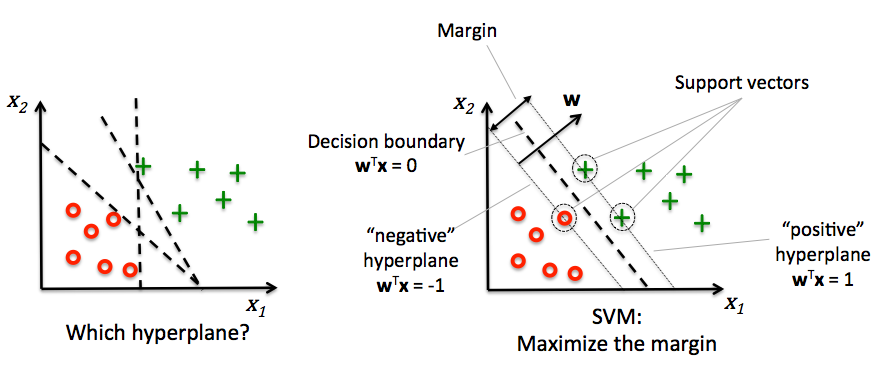 x2
x1
Which hyperplane?
Margin
x2
w
Support vectors
Decision boundary
wTx = 0
“negative”
hyperplane
wTx = -1
“positive”
hyperplane
wTx = 1
x1
SVM:
Maximize the margin